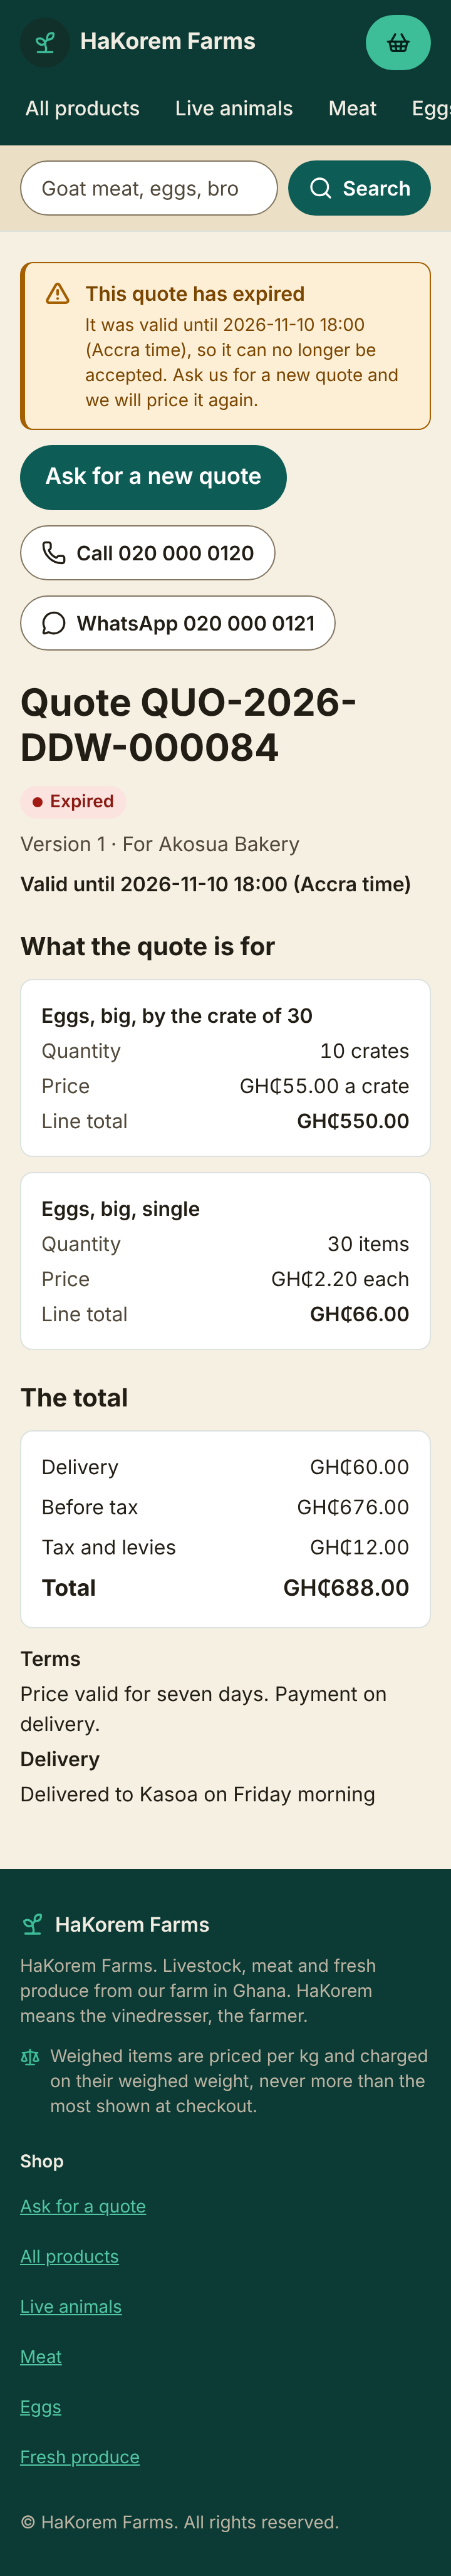 HaKorem Farms
All products Live animals Meat Eggs
Goat meat, eggs, bro
Search
This quote has expired
It was valid until 2026-11-10 18:00
(Accra time), so it can no longer be
accepted. Ask us for a new quote and
we will price it again.
Ask for a new quote
Call 020 000 0120
WhatsApp 020 000 0121
Quote QUO-2026-
DDW-000084
Expired
Version 1 · For Akosua Bakery
Valid until 2026-11-10 18:00 (Accra time)
What the quote is for
Eggs, big, by the crate of 30
Quantity 10 crates
Price GH₵55.00 a crate
Line total GH₵550.00
Eggs, big, single
Quantity 30 items
Price GH₵2.20 each
Line total GH₵66.00
The total
Delivery GH₵60.00
Before tax GH₵676.00
Tax and levies GH₵12.00
Total GH₵688.00
Terms
Price valid for seven days. Payment on
delivery.
Delivery
Delivered to Kasoa on Friday morning
HaKorem Farms
HaKorem Farms. Livestock, meat and fresh
produce from our farm in Ghana. HaKorem
means the vinedresser, the farmer.
Weighed items are priced per kg and charged
on their weighed weight, never more than the
most shown at checkout.
Shop
Ask for a quote
All products
Live animals
Meat
Eggs
Fresh produce
© HaKorem Farms. All rights reserved.